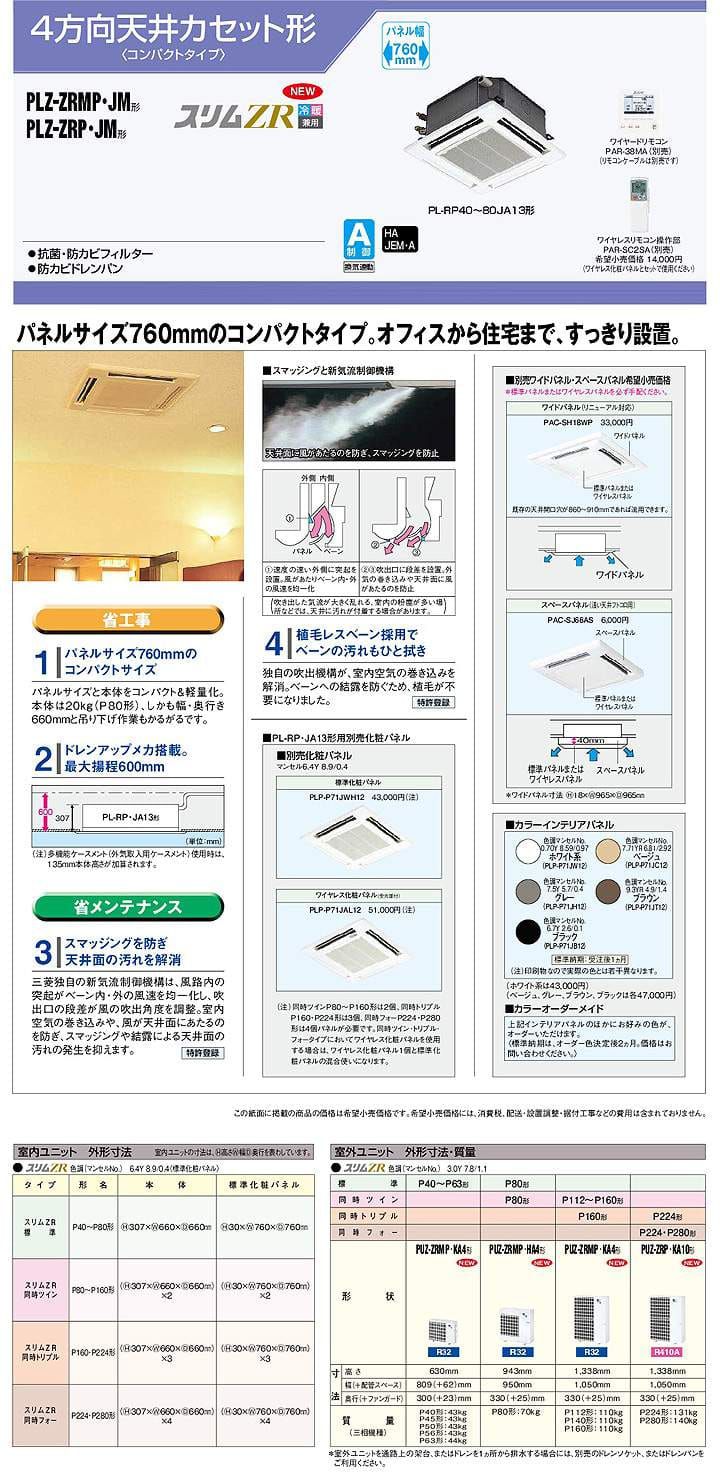 4方向天井カセット形
〈コンパクトタイプ〉
パネル幅
760
mm
PLZ-ZRMP・JM形
PLZ-ZRP・JM形
スリムZR
NEW
冷暖
兼用
PL-RP40～80JA13形
ワイヤードリモコン
PAR-38MA(別売)
(リモコンケーブルは別売です)
ワイヤレスリモコン操作部
PAR-SC2SA(別売)
希望小売価格 14,000円
(ワイヤレス化粧パネルとセットで使用ください)
A
制御
換気連動
HA
JEM-A
●抗菌・防カビフィルター
●防カビドレンパン
パネルサイズ760mmのコンパクトタイプ。オフィスから住宅まで、すっきり設置。
省工事
1 パネルサイズ760mmの
コンパクトサイズ
パネルサイズと本体をコンパクト&軽量化。
本体は20kg(P80形)、しかも幅・奥行き
660mmと吊り下げ作業もかるがるです。
2 ドレンアップメカ搭載。
最大揚程600mm
600
307
PL-RP・JA13形
(単位:mm)
(注)多機能ケースメント(外気取入用ケースメント)使用時は、
135mm本体高さが加算されます。
省メンテナンス
3 スマッジングを防ぎ
天井面の汚れを解消
三菱独自の新気流制御機構は、風路内の
突起がベーン内・外の風速を均一化し、吹
出口の段差が風の吹出角度を調整。室内
空気の巻き込みや、風が天井面にあたるの
を防ぎ、スマッジングや結露による天井面の
汚れの発生を抑えます。
特許登録
■スマッジングと新気流制御機構
天井面に風があたるのを防ぎ、スマッジングを防止
外側 内側
①
パネル ベーン
② ③
①速度の速い外側に突起を
設置。風があたりベーン内・外
の風速を均一化
②③吹出口に段差を設置。外
気の巻き込みや天井面に風
があたるのを防止
(吹き出した気流が大きく乱れる、室内の粉塵が多い場
所などでは、天井に汚れが付着する場合があります。)
4 植毛レスベーン採用で
ベーンの汚れもひと拭き
独自の吹出機構が、室内空気の巻き込みを
解消。ベーンへの結露を防ぐため、植毛が不
要になりました。
特許登録
■PL-RP・JA13形用別売化粧パネル
■別売化粧パネル
マンセル6.4Y 8.9/0.4
標準化粧パネル
PLP-P71JWH12 43,000円(注)
ワイヤレス化粧パネル(受光部付)
PLP-P71JAL12 51,000円(注)
(注)同時ツインP80～P160形は2個、同時トリプル
P160・P224形は3個、同時フォーP224・P280
形は4個パネルが必要です。同時ツイン・トリプル・
フォータイプにおいてワイヤレス化粧パネルを使用
する場合は、ワイヤレス化粧パネル1個と標準化
粧パネルの混合使いになります。
■別売ワイドパネル・スペースパネル希望小売価格
*標準パネルまたはワイヤレスパネルを必ず手配ください。
ワイドパネル(リニューアル対応)
PAC-SH18WP 33,000円
ワイドパネル
標準パネルまたは
ワイヤレスパネル
既存の天井開口穴が860～910mmであれば流用できます。
ワイドパネル
スペースパネル(浅い天井フトコロ用)
PAC-SJ66AS 6,000円
スペースパネル
標準パネルまたは
ワイヤレスパネル
40mm
標準パネルまたは
ワイヤレスパネル
スペースパネル
*ワイドパネル寸法 Ⓗ18×Ⓦ965×Ⓓ965㎜
■カラーインテリアパネル
色調マンセルNo.
0.70Y 8.59/0.97
ホワイト系
(PLP-P71JW12)
色調マンセルNo.
7.71YR 6.81/2.92
ベージュ
(PLP-P71JC12)
色調マンセルNo.
7.5Y 5.7/0.4
グレー
(PLP-P71JH12)
色調マンセルNo.
9.3YR 4.9/1.4
ブラウン
(PLP-P71JT12)
色調マンセルNo.
6.7Y 2.6/0.1
ブラック
(PLP-P71JB12)
標準納期:受注後1ヵ月
(注)印刷物なので実際の色とは若干異なります。
(ホワイト系は43,000円)
(ベージュ、グレー、ブラウン、ブラックは各47,000円)
■カラーオーダーメイド
上記インテリアパネルのほかにお好みの色が、
オーダーいただけます。
(標準納期は、オーダー色決定後2ヵ月。価格はお
問い合わせください。)
この紙面に掲載の商品の価格は希望小売価格です。希望小売価格には、消費税、配送・設置調整・据付工事などの費用は含まれておりません。
室内ユニット 外形寸法 室内ユニットの寸法は、Ⓗ高さⓌ幅Ⓓ奥行を表わしています。
●スリムZR 色調(マンセルNo.) 6.4Y 8.9/0.4(標準化粧パネル)
タイプ 形名 本体 標準化粧パネル
スリムZR
標準
P40～P80形 Ⓗ307×Ⓦ660×Ⓓ660㎜ Ⓗ30×Ⓦ760×Ⓓ760㎜
スリムZR
同時ツイン
P80～P160形 (Ⓗ307×Ⓦ660×Ⓓ660㎜)
×2
(Ⓗ30×Ⓦ760×Ⓓ760㎜)
×2
スリムZR
同時トリプル
P160・P224形 (Ⓗ307×Ⓦ660×Ⓓ660㎜)
×3
(Ⓗ30×Ⓦ760×Ⓓ760㎜)
×3
スリムZR
同時フォー
P224・P280形 (Ⓗ307×Ⓦ660×Ⓓ660㎜)
×4
(Ⓗ30×Ⓦ760×Ⓓ760㎜)
×4
室外ユニット 外形寸法・質量
●スリムZR 色調(マンセルNo.) 3.0Y 7.8/1.1
標準 P40～P63形 P80形
同時ツイン P80形 P112～P160形
同時トリプル P160形 P224形
同時フォー P224・P280形
形状
PUZ-ZRMP・KA4形 NEW
PUZ-ZRMP・HA4形 NEW
PUZ-ZRMP・KA4形 NEW
PUZ-ZRP・KA10形 NEW
R32 R32 R32 R410A
寸法
高さ 630mm 943mm 1,338mm 1,338mm
幅(+配管スペース) 809(+62)mm 950mm 1,050mm 1,050mm
奥行(+ファンガード) 300(+23)mm 330(+25)mm 330(+25)mm 330(+25)mm
質量
(三相機種)
P40形:43kg
P45形:43kg
P50形:43kg
P56形:43kg
P63形:44kg
P80形:70kg
P112形:110kg
P140形:110kg
P160形:110kg
P224形:131kg
P280形:140kg
*室外ユニットを通路上の架台、またはドレンを1ヵ所から排水する場合には、別売のドレンソケット、またはドレンパンを
ご利用ください。